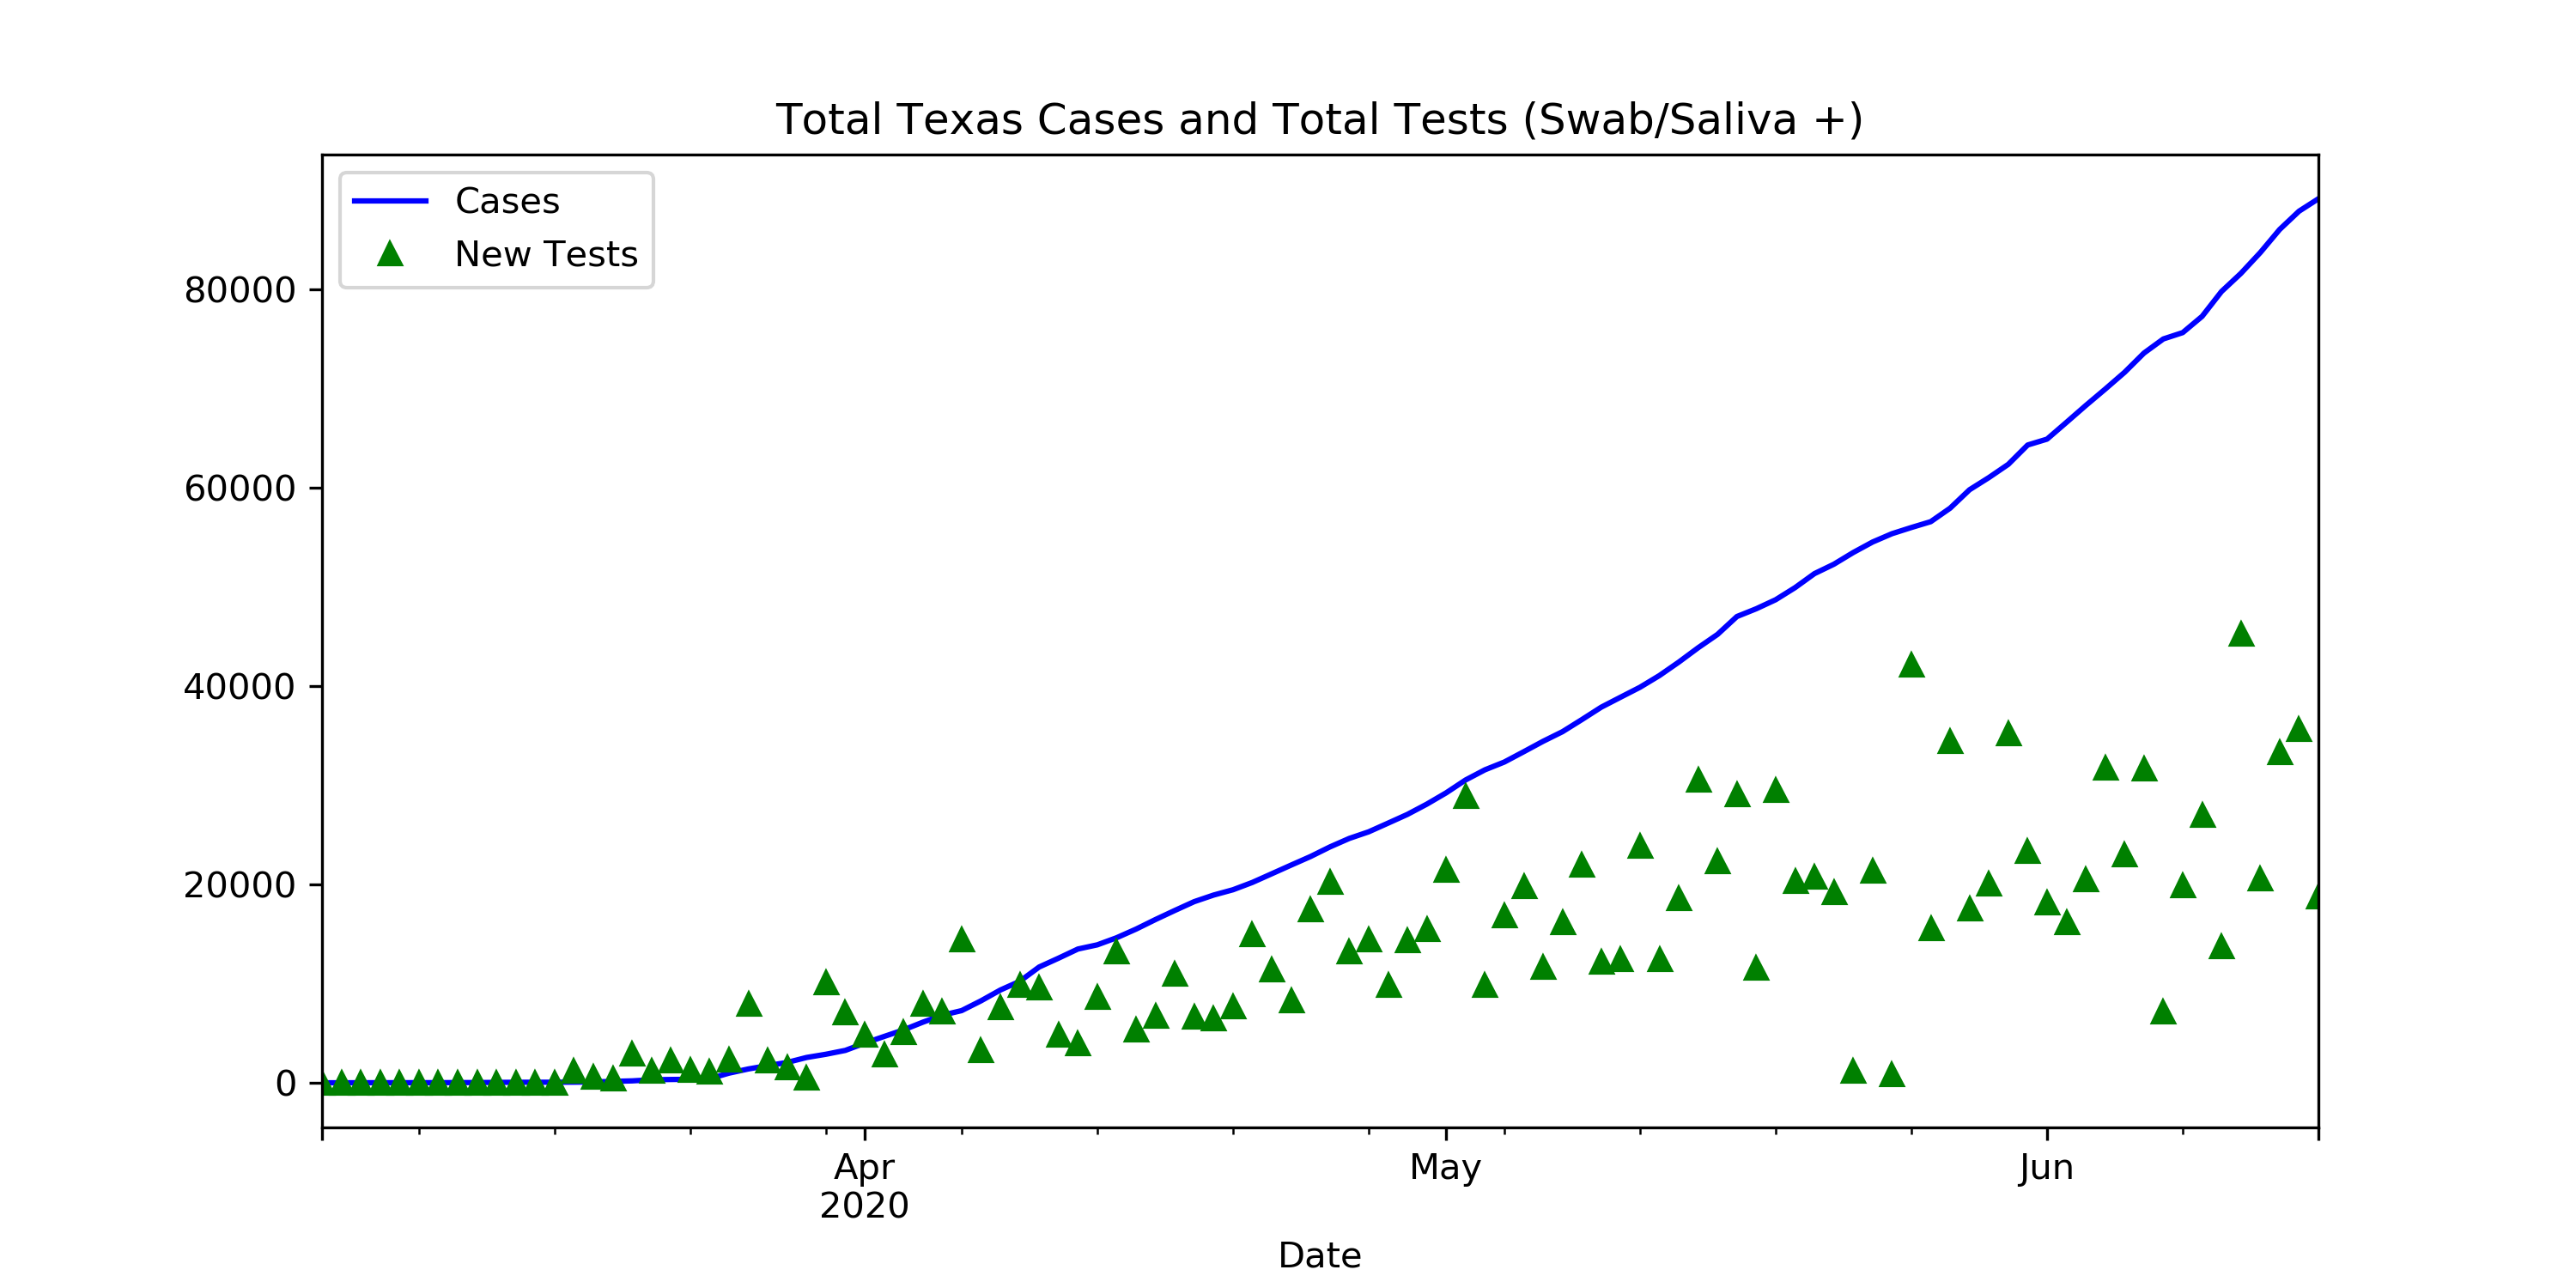 Total Texas Cases and Total Tests (Swab/Saliva +)
Cases
New Tests
80000
60000
40000
20000
0
Apr
2020
May
Jun
Date